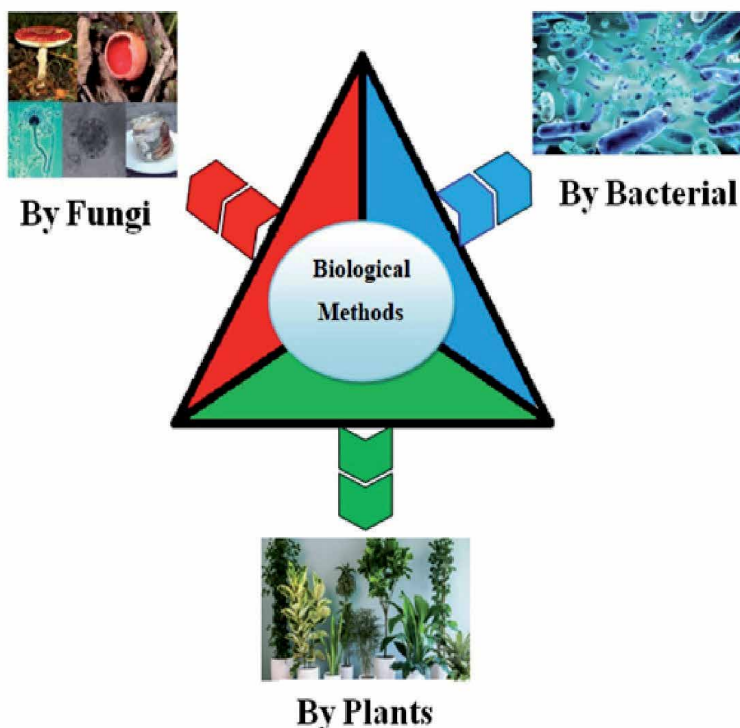 By Fungi
By Bacterial
Biological
Methods
By Plants